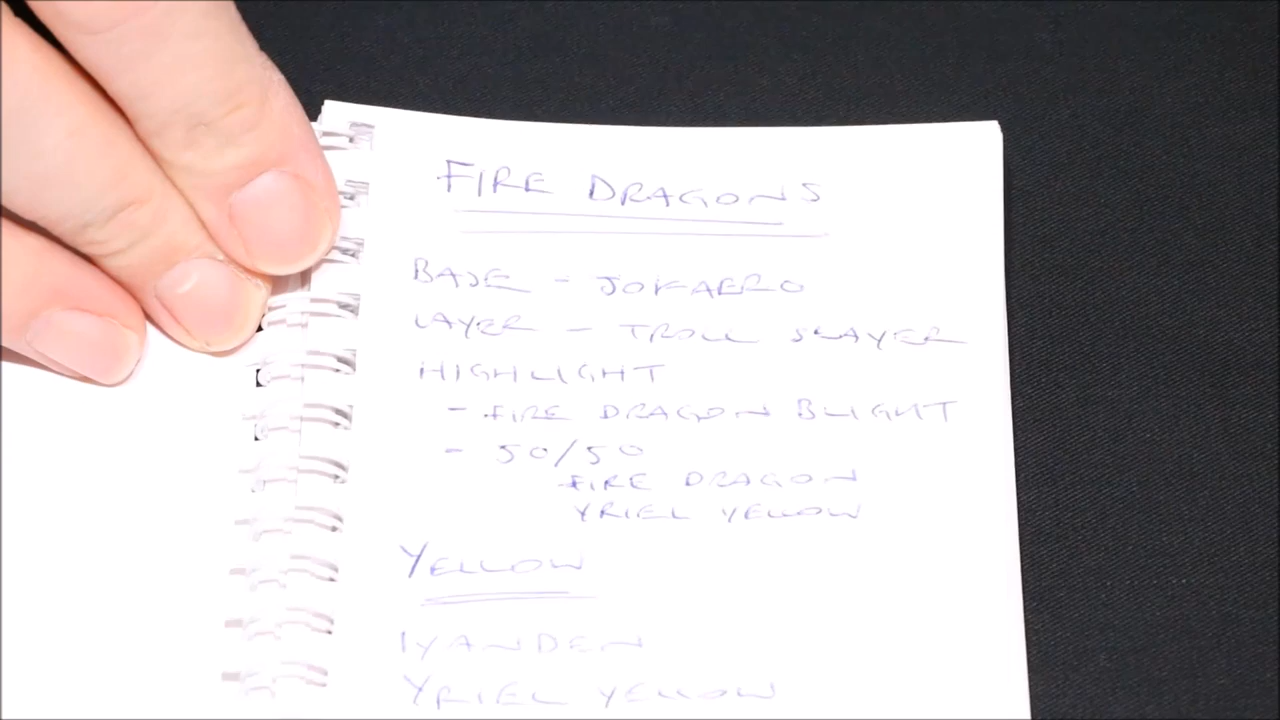 FIRE DRAGONS
BASE - JOKAERO
LAYER - TROLL SLAYER
HIGHLIGHT
- FIRE DRAGON BLIGHT
- 50/50
FIRE DRAGON
YRIEL YELLOW
YELLOW
IYANDEN
YRIEL YELLOW